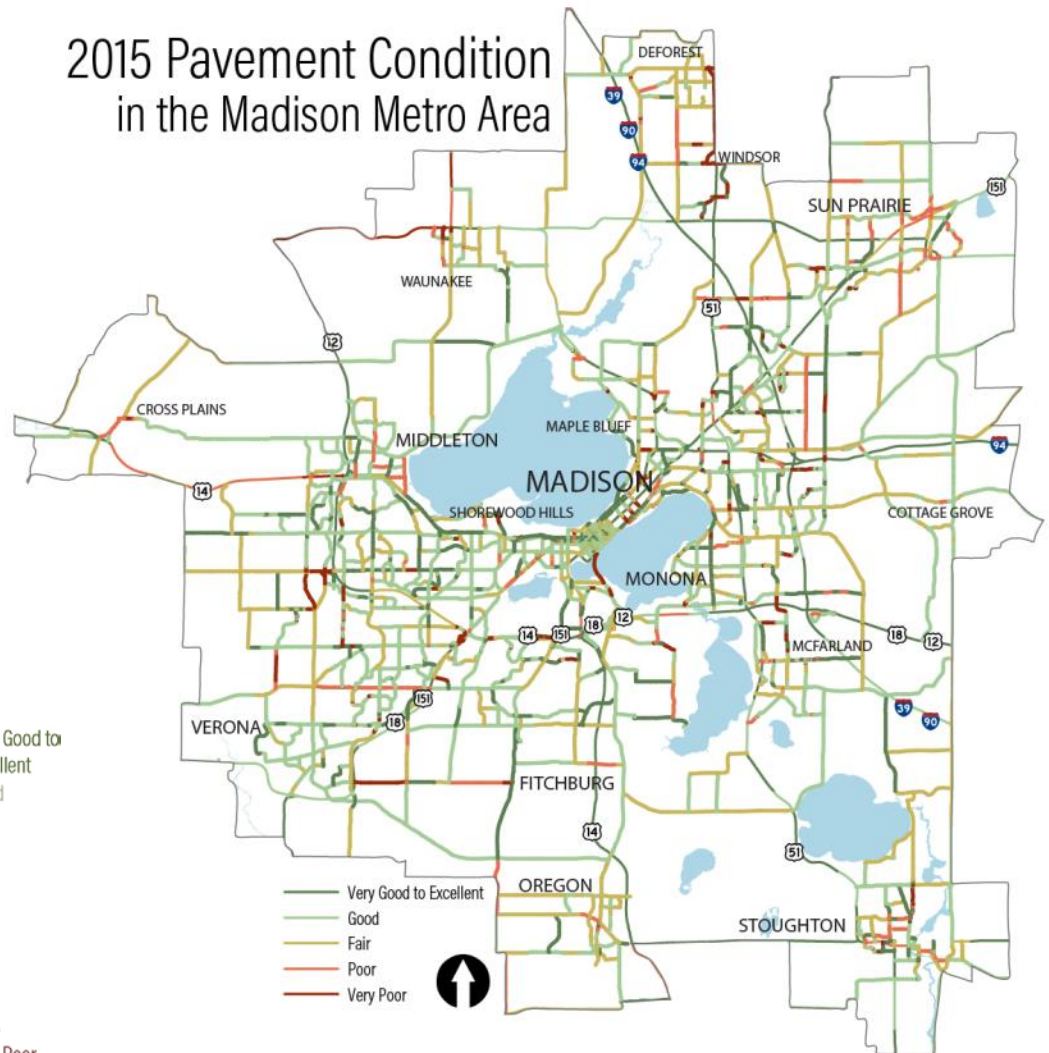 2015 Pavement Condition
in the Madison Metro Area
DEFOREST
39
90
94
WINDSOR
151
SUN PRAIRIE
WAUNAKEE
51
12
CROSS PLAINS
MIDDLETON
MAPLE BLUFF
94
MADISON
14
SHOREWOOD HILLS
COTTAGE GROVE
MONONA
12
18
14
151
18
12
MCFARLAND
151
39
90
18
VERONA
Good to
llent
FITCHBURG
14
51
OREGON
STOUGHTON
Very Good to Excellent
Good
Fair
Poor
Very Poor